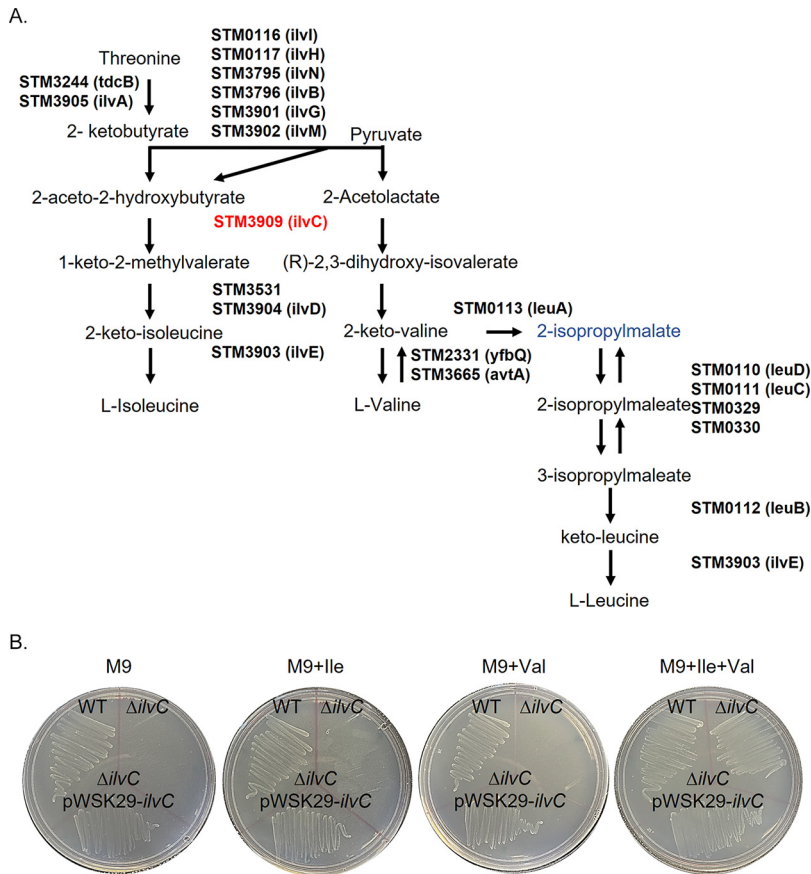 A.
Threonine
STM3244 (tdcB)
STM3905 (ilvA)
2- ketobutyrate
STM0116 (ilvI)
STM0117 (ilvH)
STM3795 (ilvN)
STM3796 (ilvB)
STM3901 (ilvG)
STM3902 (ilvM)
Pyruvate
2-aceto-2-hydroxybutyrate
2-Acetolactate
STM3909 (ilvC)
1-keto-2-methylvalerate
(R)-2,3-dihydroxy-isovalerate
STM3531
STM3904 (ilvD)
STM0113 (leuA)
2-keto-isoleucine
2-keto-valine
2-isopropylmalate
STM3903 (ilvE)
STM2331 (yfbQ)
STM3665 (avtA)
STM0110 (leuD)
STM0111 (leuC)
STM0329
STM0330
L-Isoleucine
L-Valine
2-isopropylmaleate
3-isopropylmaleate
STM0112 (leuB)
keto-leucine
STM3903 (ilvE)
L-Leucine
B.
M9
WT ΔilvC
ΔilvC
pWSK29-ilvC
M9+Ile
WT ΔilvC
ΔilvC
pWSK29-ilvC
M9+Val
WT ΔilvC
ΔilvC
pWSK29-ilvC
M9+Ile+Val
WT ΔilvC
ΔilvC
pWSK29-ilvC